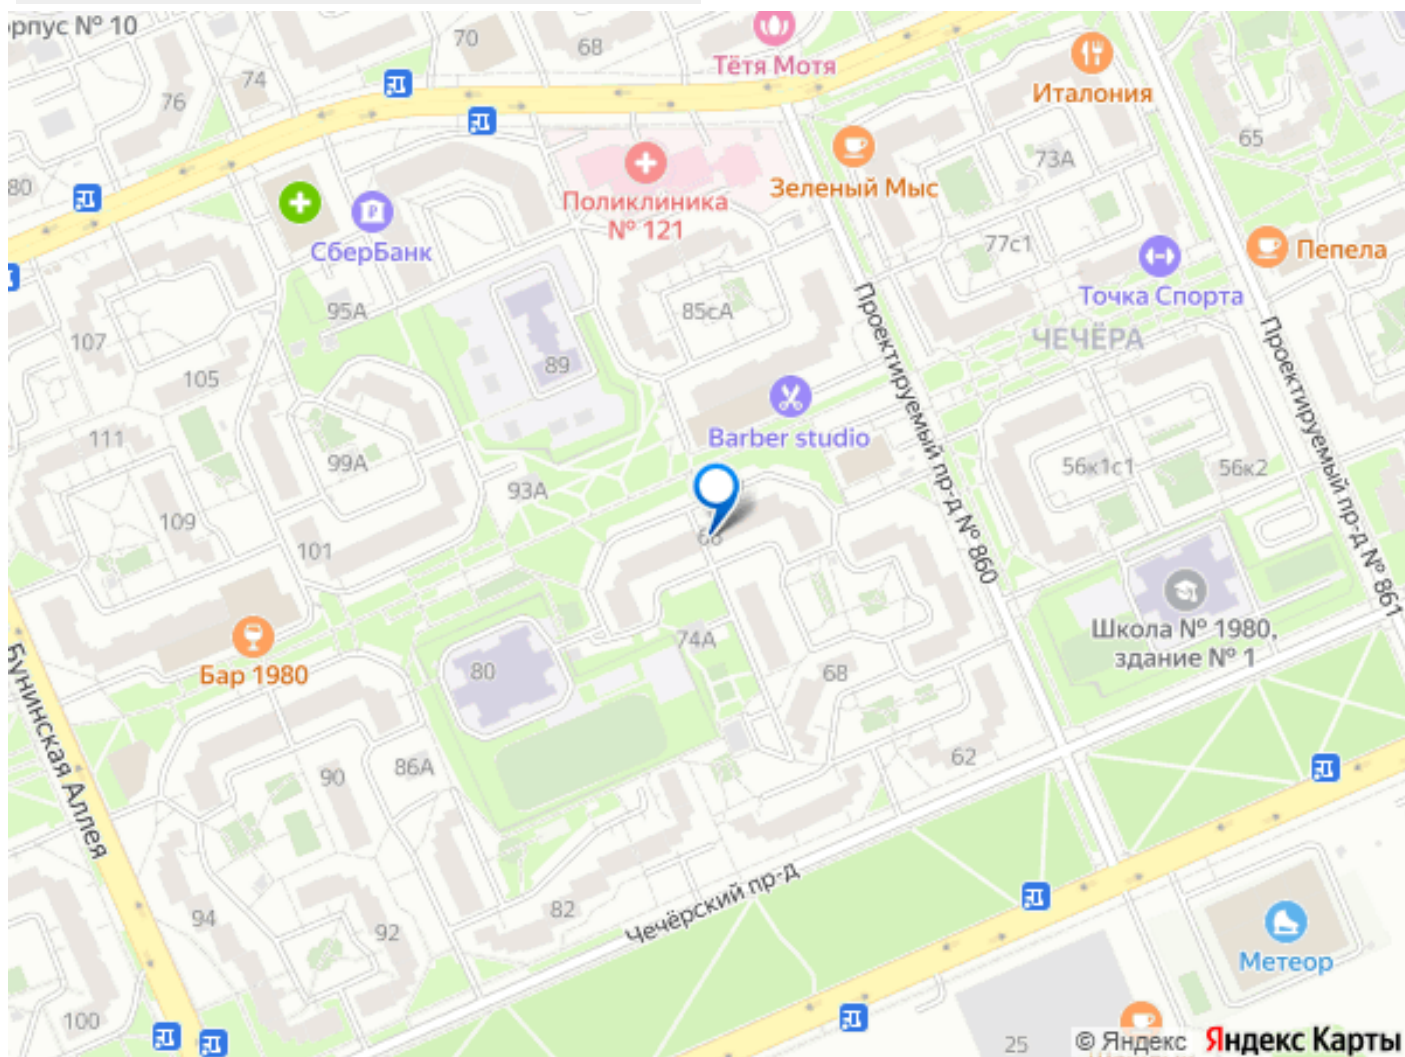 рпус № 10
70
68
Тётя Мотя
74
76
Италония
65
73А
80
Зеленый Мыс
Поликлиника
№ 121
СберБанк
77с1
Пепела
Точка Спорта
95А
85сА
107
ЧЕЧЁРА
89
105
Проектируемый пр-д № 860
Проектируемый пр-д № 861
Barber studio
111
99А
93А
56к1с1
56к2
109
101
Школа № 1980,
здание № 1
74А
Бар 1980
80
68
Бунинская Аллея
62
90
86А
Чечёрский пр-д
82
94
92
Метеор
100
25
© Яндекс
Яндекс Карты